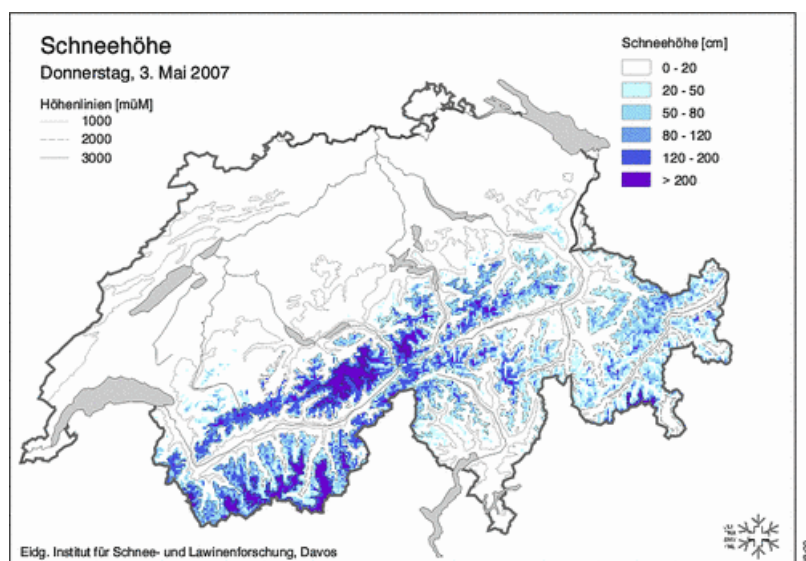 Schneehöhe
Donnerstag, 3. Mai 2007
Höhenlinien [müM]
1000
2000
3000
Schneehöhe [cm]
0 - 20
20 - 50
50 - 80
80 - 120
120 - 200
> 200
Eidg. Institut für Schnee- und Lawinenforschung, Davos